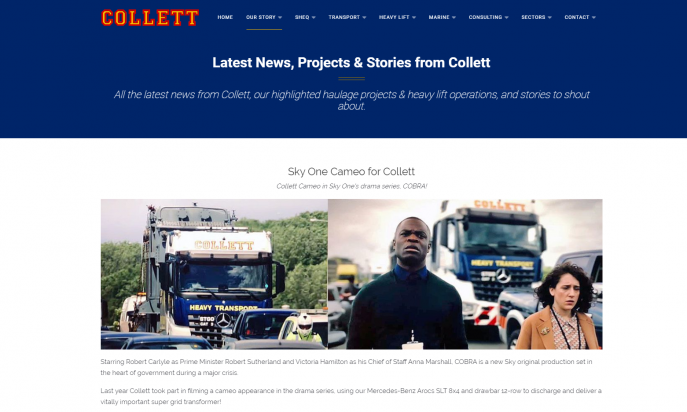 COLLETT
HOME OUR STORY SHEQ TRANSPORT HEAVY LIFT MARINE CONSULTING SECTORS CONTACT
Latest News, Projects & Stories from Collett
All the latest news from Collett, our highlighted haulage projects & heavy lift operations, and stories to shout
about.
Sky One Cameo for Collett
Collett Cameo in Sky One's drama series, COBRA!
COLLETT
HEAVY TRANSPORT
STGO
CAT 3
COLLETT
HEAVY TRANSPORT
Starring Robert Carlyle as Prime Minister Robert Sutherland and Victoria Hamilton as his Chief of Staff Anna Marshall, COBRA is a new Sky original production set in
the heart of government during a major crisis.
Last year Collett took part in filming a cameo appearance in the drama series, using our Mercedes-Benz Arocs SLT 8x4 and drawbar 12-row to discharge and deliver a
vitally important super grid transformer!